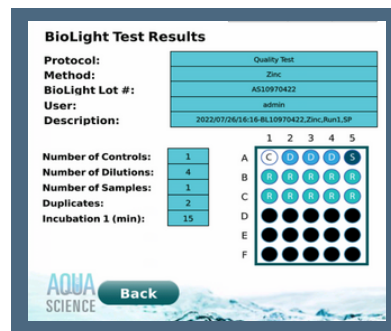 BioLight Test Results
Protocol: Quality Test
Method: Zinc
BioLight Lot #: AS10970422
User: admin
Description: 2022/07/26/16:16-BL10970422,Zinc,Run1,SP
Number of Controls: 1
Number of Dilutions: 4
Number of Samples: 1
Duplicates: 2
Incubation 1 (min): 15
1 2 3 4 5
A C D D D S
B R R R R R
C R R R R R
D
E
F
AQUA
SCIENCE
Back